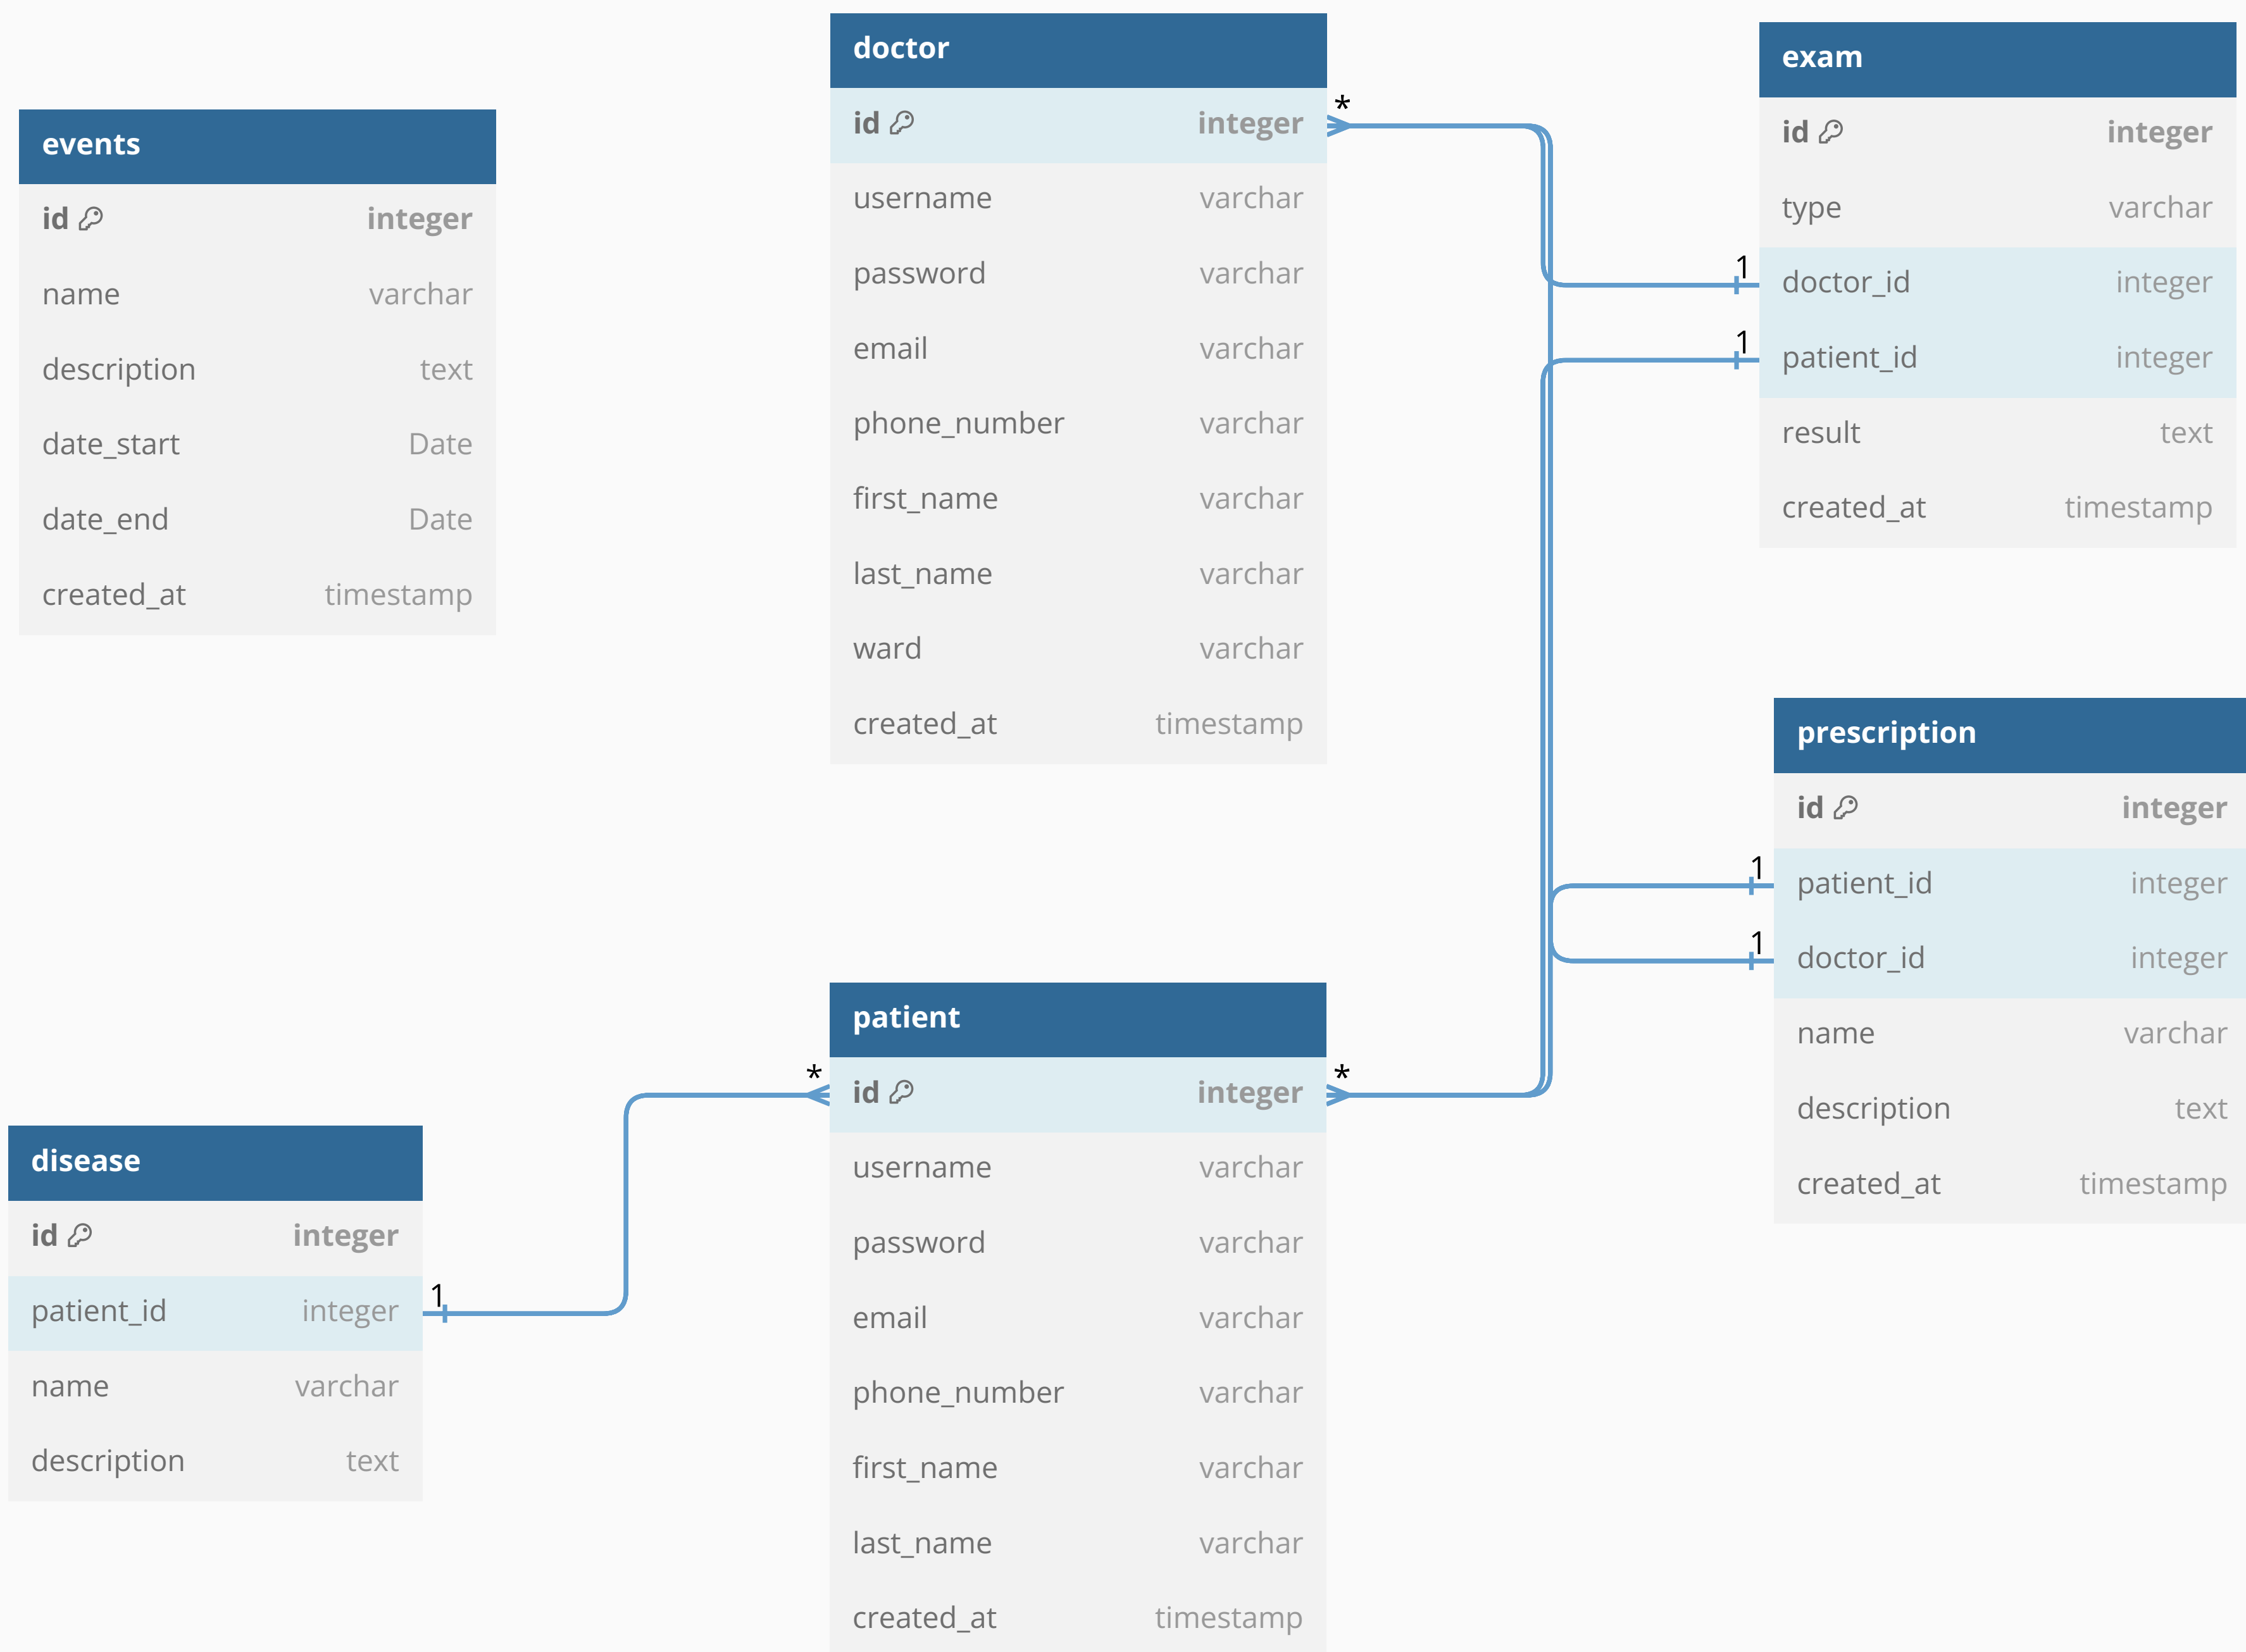 events
id integer
name varchar
description text
date_start Date
date_end Date
created_at timestamp
doctor
id integer *
username varchar
password varchar
email varchar
phone_number varchar
first_name varchar
last_name varchar
ward varchar
created_at timestamp
exam
id integer
type varchar
1 doctor_id integer
1 patient_id integer
result text
created_at timestamp
prescription
id integer
1 patient_id integer
1 doctor_id integer
name varchar
description text
created_at timestamp
disease
id integer
patient_id integer 1
name varchar
description text
patient
* id integer *
username varchar
password varchar
email varchar
phone_number varchar
first_name varchar
last_name varchar
created_at timestamp